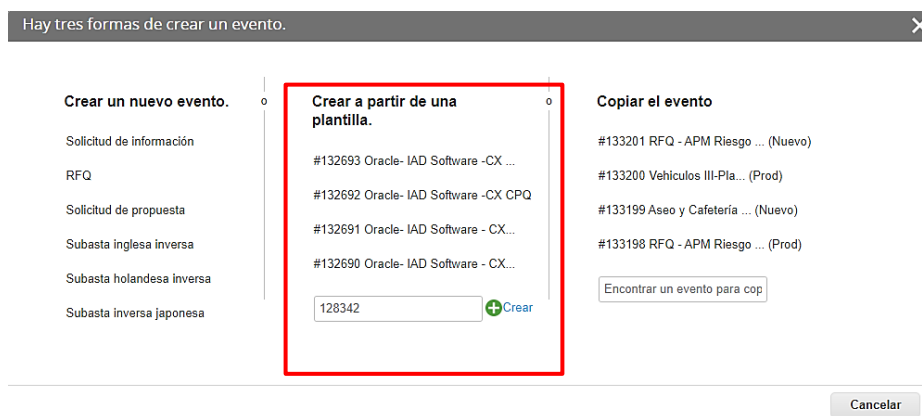 Hay tres formas de crear un evento.
Crear un nuevo evento.
Solicitud de información
RFQ
Solicitud de propuesta
Subasta inglesa inversa
Subasta holandesa inversa
Subasta inversa japonesa
o
Crear a partir de una
plantilla.
#132693 Oracle- IAD Software -CX ...
#132692 Oracle- IAD Software -CX CPQ
#132691 Oracle- IAD Software - CX...
#132690 Oracle- IAD Software - CX...
128342
Crear
o
Copiar el evento
#133201 RFQ - APM Riesgo ... (Nuevo)
#133200 Vehiculos III-Pla... (Prod)
#133199 Aseo y Cafetería ... (Nuevo)
#133198 RFQ - APM Riesgo ... (Prod)
Encontrar un evento para cop
Cancelar